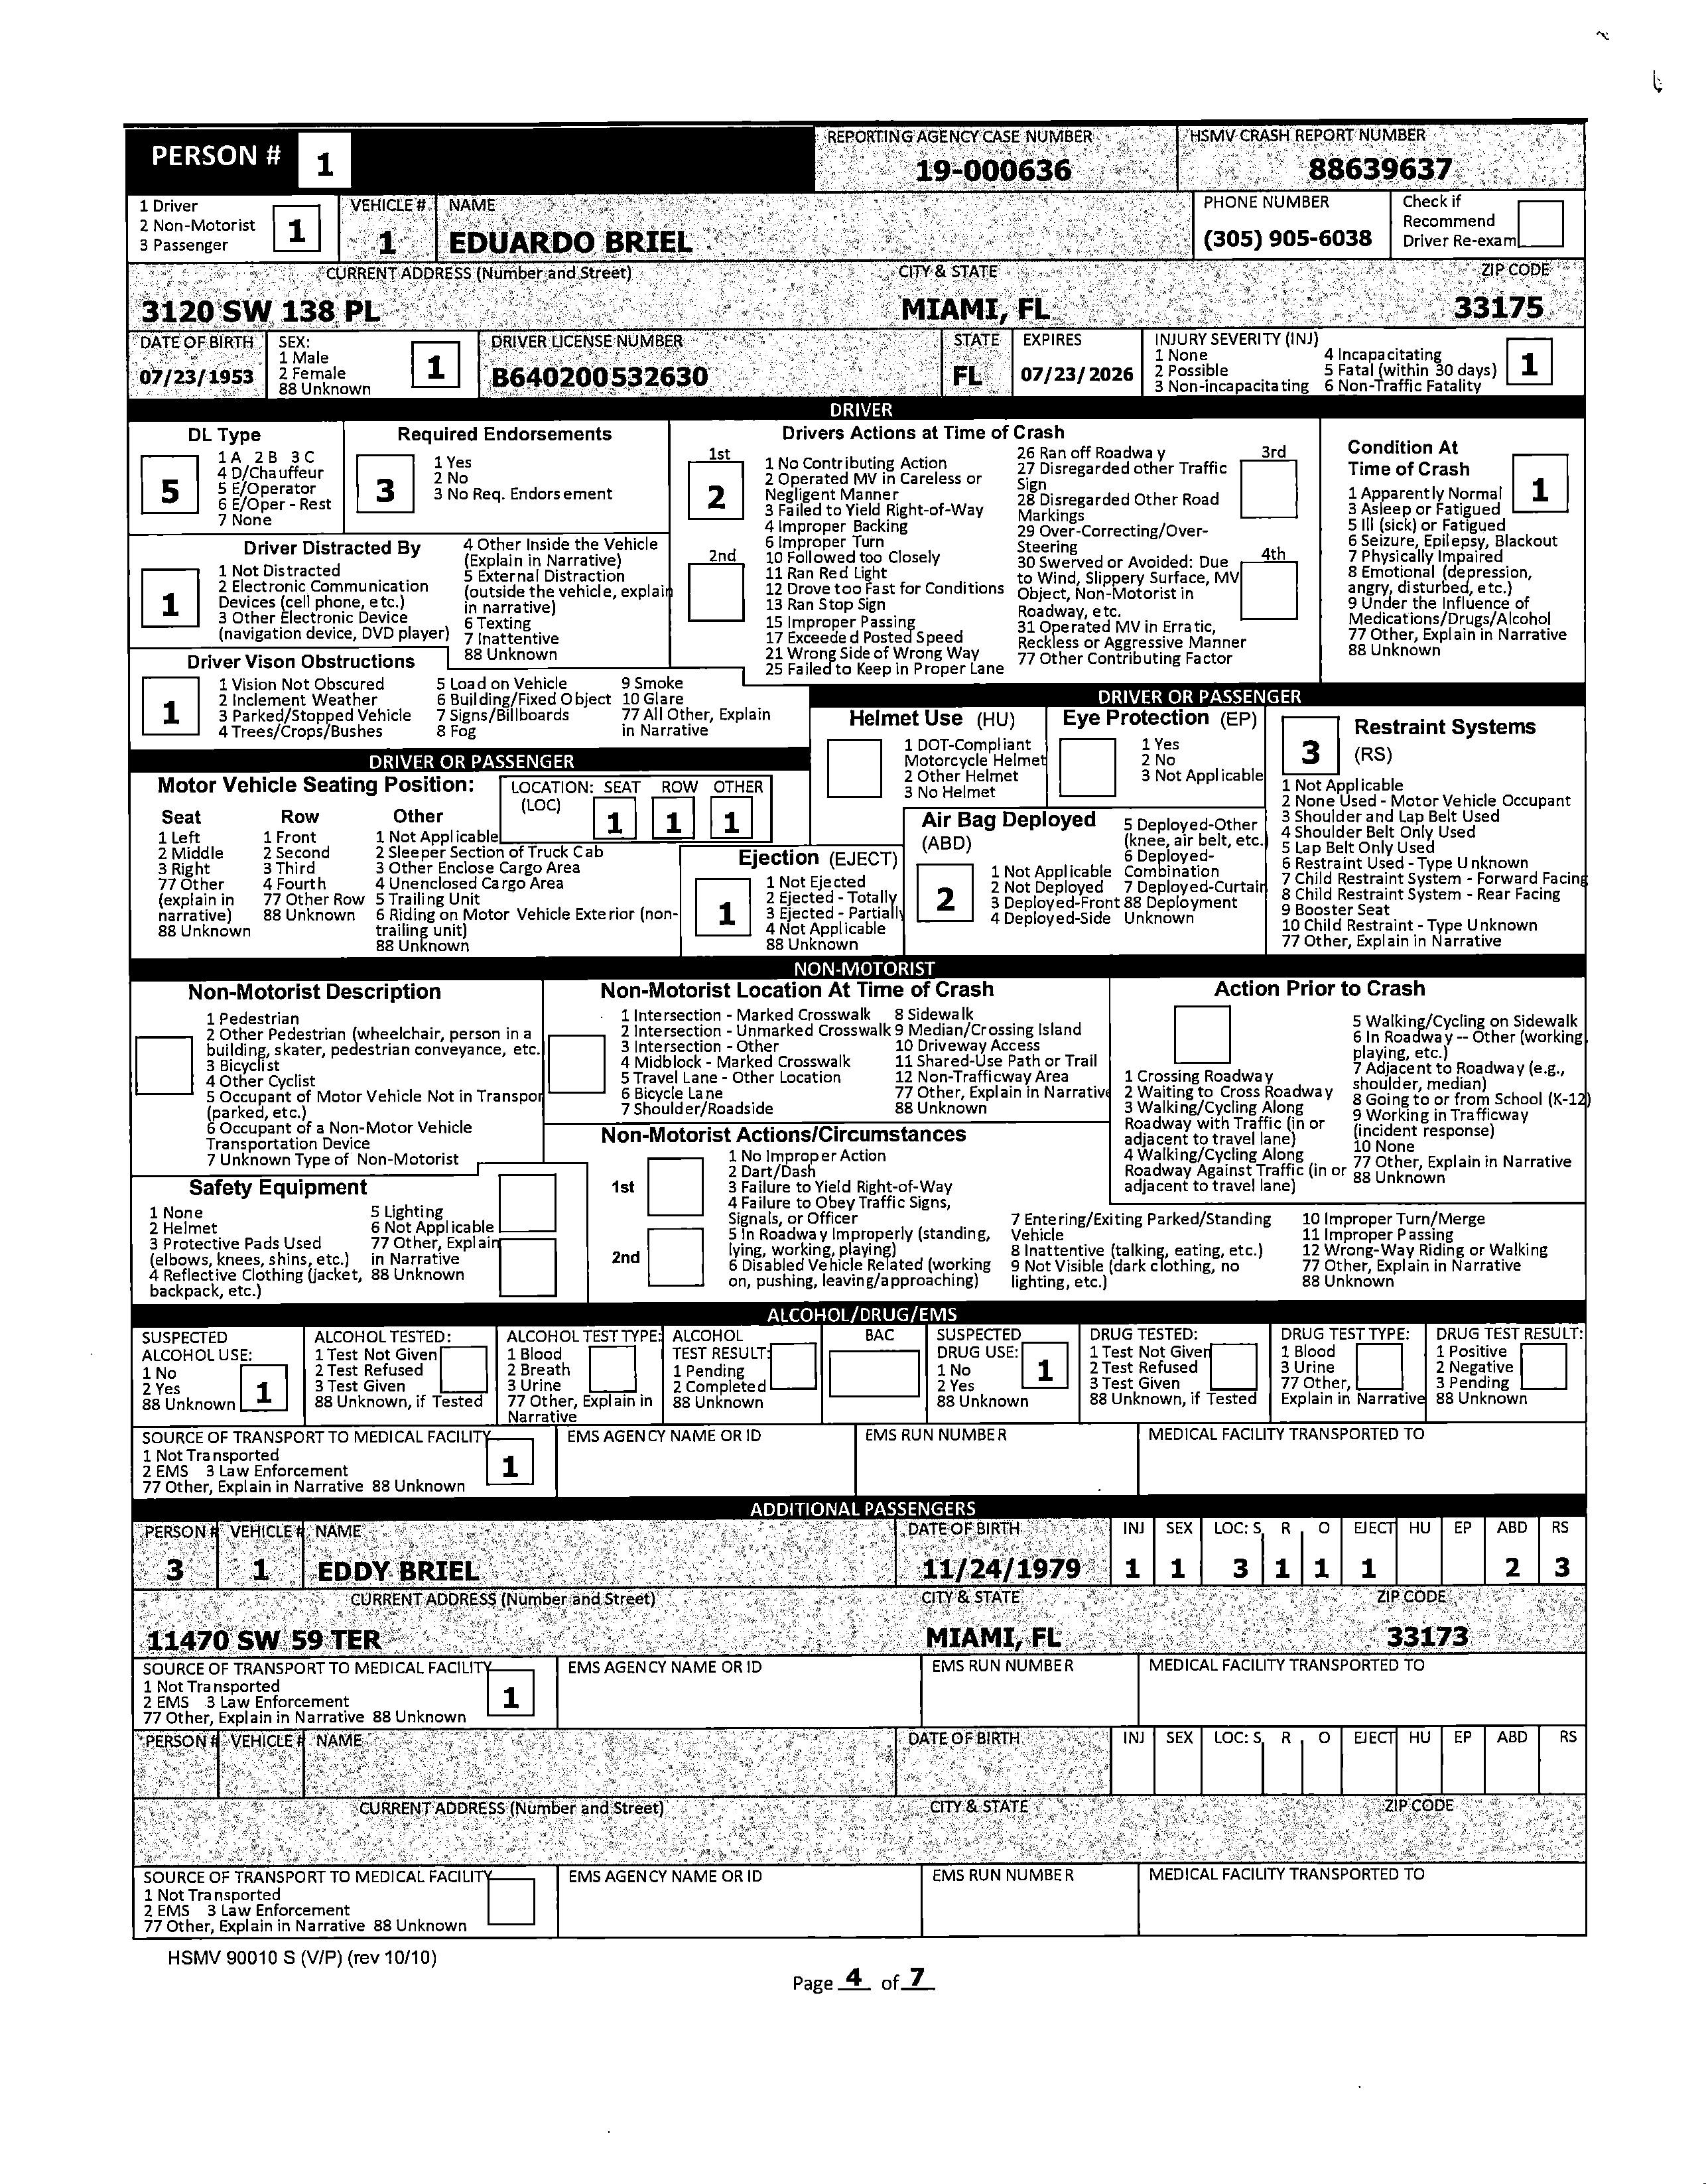 PERSON # 1
REPORTING AGENCY CASE NUMBER
19-000636
HSMV CRASH REPORT NUMBER
88639637
1 Driver
2 Non-Motorist
3 Passenger
1
VEHICLE #
1
NAME
EDUARDO BRIEL
PHONE NUMBER
(305) 905-6038
Check if
Recommend
Driver Re-exam
CURRENT ADDRESS (Number and Street)
3120 SW 138 PL
CITY & STATE
MIAMI, FL
ZIP CODE
33175
DATE OF BIRTH
07/23/1953
SEX:
1 Male
2 Female
88 Unknown
1
DRIVER LICENSE NUMBER
B640200532630
STATE
FL
EXPIRES
07/23/2026
INJURY SEVERITY (INJ)
1 None
2 Possible
3 Non-incapacitating
4 Incapacitating
5 Fatal (within 30 days)
6 Non-Traffic Fatality
1
DRIVER
DL Type
5
1 A 2 B 3 C
4 D/Chauffeur
5 E/Operator
6 E/Oper - Rest
7 None
Required Endorsements
3
1 Yes
2 No
3 No Req. Endorsement
Drivers Actions at Time of Crash
1st
2
2nd
1 No Contributing Action
2 Operated MV in Careless or
Negligent Manner
3 Failed to Yield Right-of-Way
4 Improper Backing
6 Improper Turn
10 Followed too Closely
11 Ran Red Light
12 Drove too Fast for Conditions
13 Ran Stop Sign
15 Improper Passing
17 Exceeded Posted Speed
21 Wrong Side of Wrong Way
25 Failed to Keep in Proper Lane
26 Ran off Roadway
27 Disregarded other Traffic
Sign
28 Disregarded Other Road
Markings
29 Over-Correcting/Over-
Steering
30 Swerved or Avoided: Due
to Wind, Slippery Surface, MV
Object, Non-Motorist in
Roadway, etc.
31 Operated MV in Erratic,
Reckless or Aggressive Manner
77 Other Contributing Factor
3rd
4th
Condition At
Time of Crash
1
1 Apparently Normal
3 Asleep or Fatigued
5 Ill (sick) or Fatigued
6 Seizure, Epilepsy, Blackout
7 Physically Impaired
8 Emotional (depression,
angry, disturbed, etc.)
9 Under the Influence of
Medications/Drugs/Alcohol
77 Other, Explain in Narrative
88 Unknown
Driver Distracted By
1
1 Not Distracted
2 Electronic Communication
Devices (cell phone, etc.)
3 Other Electronic Device
(navigation device, DVD player)
4 Other Inside the Vehicle
(Explain in Narrative)
5 External Distraction
(outside the vehicle, explain
in narrative)
6 Texting
7 Inattentive
88 Unknown
Driver Vison Obstructions
1
1 Vision Not Obscured
2 Inclement Weather
3 Parked/Stopped Vehicle
4 Trees/Crops/Bushes
5 Load on Vehicle
6 Building/Fixed Object
7 Signs/Billboards
8 Fog
9 Smoke
10 Glare
77 All Other, Explain
in Narrative
DRIVER OR PASSENGER
Helmet Use (HU)
1 DOT-Compliant
Motorcycle Helmet
2 Other Helmet
3 No Helmet
Eye Protection (EP)
1 Yes
2 No
3 Not Applicable
3
Restraint Systems
(RS)
1 Not Applicable
2 None Used - Motor Vehicle Occupant
3 Shoulder and Lap Belt Used
4 Shoulder Belt Only Used
5 Lap Belt Only Used
6 Restraint Used - Type Unknown
7 Child Restraint System - Forward Facing
8 Child Restraint System - Rear Facing
9 Booster Seat
10 Child Restraint - Type Unknown
77 Other, Explain in Narrative
DRIVER OR PASSENGER
Motor Vehicle Seating Position:
LOCATION: SEAT ROW OTHER
(LOC) 1 1 1
Seat
1 Left
2 Middle
3 Right
77 Other
(explain in
narrative)
88 Unknown
Row
1 Front
2 Second
3 Third
4 Fourth
77 Other Row
88 Unknown
Other
1 Not Applicable
2 Sleeper Section of Truck Cab
3 Other Enclose Cargo Area
4 Unenclosed Cargo Area
5 Trailing Unit
6 Riding on Motor Vehicle Exterior (non-
trailing unit)
88 Unknown
Ejection (EJECT)
1
1 Not Ejected
2 Ejected - Totally
3 Ejected - Partially
4 Not Applicable
88 Unknown
Air Bag Deployed
(ABD)
2
1 Not Applicable
2 Not Deployed
3 Deployed-Front
4 Deployed-Side
5 Deployed-Other
(knee, air belt, etc.)
6 Deployed-
Combination
7 Deployed-Curtain
88 Deployment
Unknown
NON-MOTORIST
Non-Motorist Description
1 Pedestrian
2 Other Pedestrian (wheelchair, person in a
building, skater, pedestrian conveyance, etc.
3 Bicyclist
4 Other Cyclist
5 Occupant of Motor Vehicle Not in Transpor
(parked, etc.)
6 Occupant of a Non-Motor Vehicle
Transportation Device
7 Unknown Type of Non-Motorist
Non-Motorist Location At Time of Crash
1 Intersection - Marked Crosswalk
2 Intersection - Unmarked Crosswalk
3 Intersection - Other
4 Midblock - Marked Crosswalk
5 Travel Lane - Other Location
6 Bicycle Lane
7 Shoulder/Roadside
8 Sidewalk
9 Median/Crossing Island
10 Driveway Access
11 Shared-Use Path or Trail
12 Non-Trafficway Area
77 Other, Explain in Narrative
88 Unknown
Action Prior to Crash
1 Crossing Roadway
2 Waiting to Cross Roadway
3 Walking/Cycling Along
Roadway with Traffic (in or
adjacent to travel lane)
4 Walking/Cycling Along
Roadway Against Traffic (in or
adjacent to travel lane)
5 Walking/Cycling on Sidewalk
6 In Roadway -- Other (working
playing, etc.)
7 Adjacent to Roadway (e.g.,
shoulder, median)
8 Going to or from School (K-12)
9 Working in Trafficway
(incident response)
10 None
77 Other, Explain in Narrative
88 Unknown
Safety Equipment
1 None
2 Helmet
3 Protective Pads Used
(elbows, knees, shins, etc.)
4 Reflective Clothing (jacket,
backpack, etc.)
5 Lighting
6 Not Applicable
77 Other, Explain
in Narrative
88 Unknown
Non-Motorist Actions/Circumstances
1st
2nd
1 No Improper Action
2 Dart/Dash
3 Failure to Yield Right-of-Way
4 Failure to Obey Traffic Signs,
Signals, or Officer
5 In Roadway Improperly (standing,
lying, working, playing)
6 Disabled Vehicle Related (working
on, pushing, leaving/approaching)
7 Entering/Exiting Parked/Standing
Vehicle
8 Inattentive (talking, eating, etc.)
9 Not Visible (dark clothing, no
lighting, etc.)
10 Improper Turn/Merge
11 Improper Passing
12 Wrong-Way Riding or Walking
77 Other, Explain in Narrative
88 Unknown
ALCOHOL/DRUG/EMS
SUSPECTED
ALCOHOL USE:
1 No
2 Yes
88 Unknown
1
ALCOHOL TESTED:
1 Test Not Given
2 Test Refused
3 Test Given
88 Unknown, if Tested
ALCOHOL TEST TYPE:
1 Blood
2 Breath
3 Urine
77 Other, Explain in
Narrative
ALCOHOL
TEST RESULT:
1 Pending
2 Completed
88 Unknown
BAC
SUSPECTED
DRUG USE:
1 No
2 Yes
88 Unknown
1
DRUG TESTED:
1 Test Not Given
2 Test Refused
3 Test Given
88 Unknown, if Tested
DRUG TEST TYPE:
1 Blood
3 Urine
77 Other,
Explain in Narrative
DRUG TEST RESULT:
1 Positive
2 Negative
3 Pending
88 Unknown
SOURCE OF TRANSPORT TO MEDICAL FACILITY
1 Not Transported
2 EMS 3 Law Enforcement
77 Other, Explain in Narrative 88 Unknown
1
EMS AGENCY NAME OR ID
EMS RUN NUMBER
MEDICAL FACILITY TRANSPORTED TO
ADDITIONAL PASSENGERS
PERSON # VEHICLE # NAME DATE OF BIRTH INJ SEX LOC: S R O EJECT HU EP ABD RS
3 1 EDDY BRIEL 11/24/1979 1 1 3 1 1 1 2 3
CURRENT ADDRESS (Number and Street) CITY & STATE ZIP CODE
11470 SW 59 TER MIAMI, FL 33173
SOURCE OF TRANSPORT TO MEDICAL FACILITY
1 Not Transported
2 EMS 3 Law Enforcement
77 Other, Explain in Narrative 88 Unknown
1
EMS AGENCY NAME OR ID
EMS RUN NUMBER
MEDICAL FACILITY TRANSPORTED TO
PERSON # VEHICLE # NAME DATE OF BIRTH INJ SEX LOC: S R O EJECT HU EP ABD RS
CURRENT ADDRESS (Number and Street) CITY & STATE ZIP CODE
SOURCE OF TRANSPORT TO MEDICAL FACILITY
1 Not Transported
2 EMS 3 Law Enforcement
77 Other, Explain in Narrative 88 Unknown
EMS AGENCY NAME OR ID
EMS RUN NUMBER
MEDICAL FACILITY TRANSPORTED TO
HSMV 90010 S (V/P) (rev 10/10)
Page 4 of 7